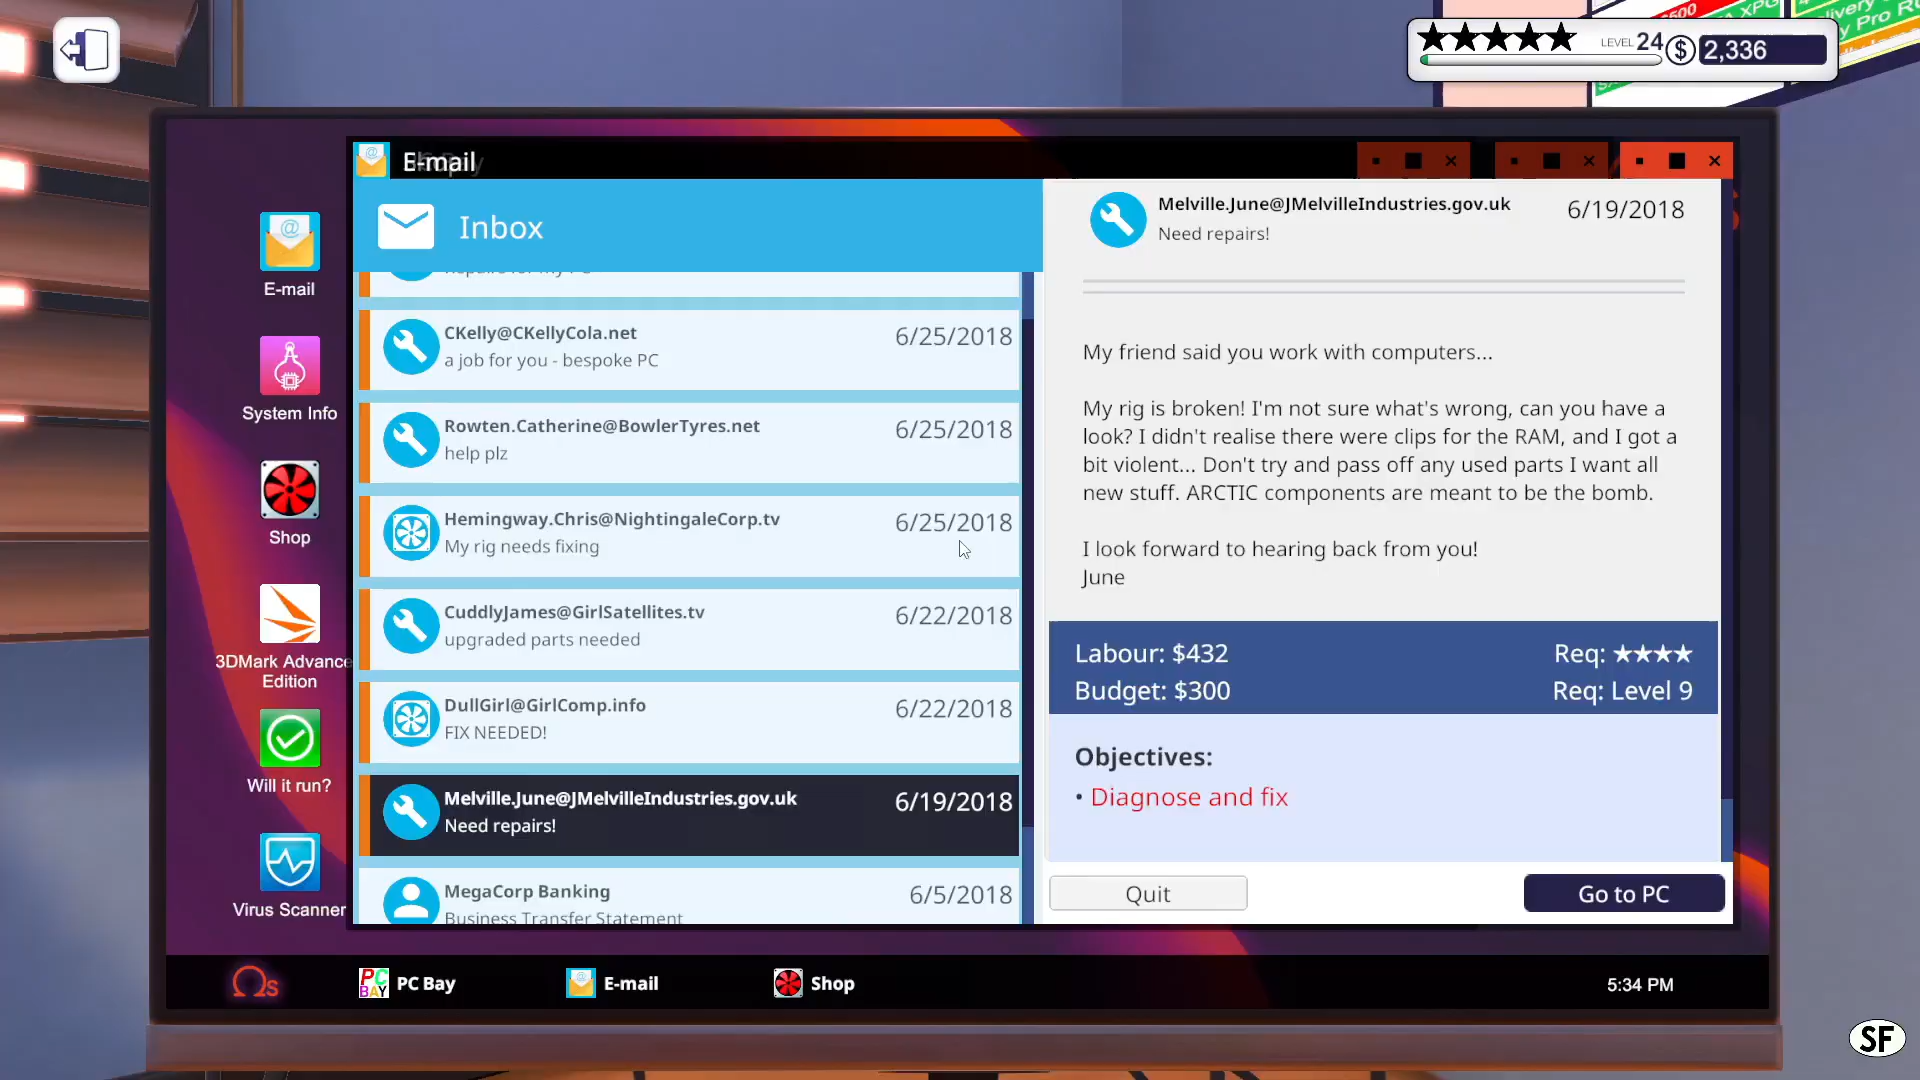 LEVEL 24 $ 2,336
E-mail
Inbox
CKelly@CKellyCola.net
6/25/2018
a job for you - bespoke PC
Rowten.Catherine@BowlerTyres.net
6/25/2018
help plz
Hemingway.Chris@NightingaleCorp.tv
6/25/2018
My rig needs fixing
CuddlyJames@GirlSatellites.tv
6/22/2018
upgraded parts needed
DullGirl@GirlComp.info
6/22/2018
FIX NEEDED!
Melville.June@JMelvilleIndustries.gov.uk
6/19/2018
Need repairs!
MegaCorp Banking
6/5/2018
Business Transfer Statement
Melville.June@JMelvilleIndustries.gov.uk
6/19/2018
Need repairs!
My friend said you work with computers...
My rig is broken! I'm not sure what's wrong, can you have a
look? I didn't realise there were clips for the RAM, and I got a
bit violent... Don't try and pass off any used parts I want all
new stuff. ARCTIC components are meant to be the bomb.
I look forward to hearing back from you!
June
Labour: $432
Req: ★★★★
Budget: $300
Req: Level 9
Objectives:
• Diagnose and fix
Quit
Go to PC
E-mail
System Info
Shop
3DMark Advance
Edition
Will it run?
Virus Scanner
Ωs
PC BAY
PC Bay
E-mail
Shop
5:34 PM
SF